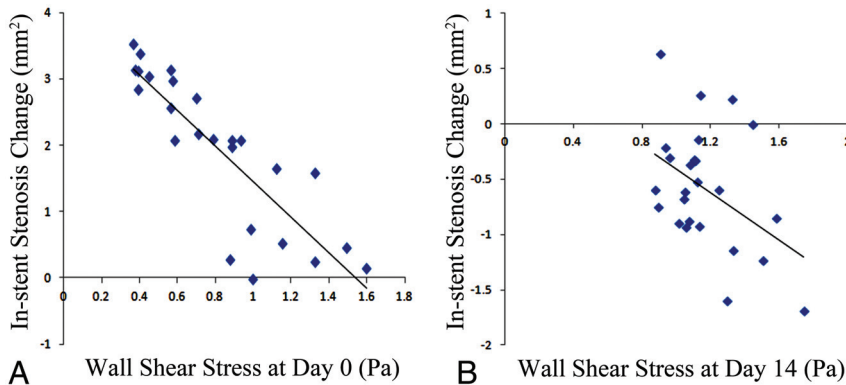 In-stent Stenosis Change (mm²)
4
3
2
1
0
-1
0 0.2 0.4 0.6 0.8 1 1.2 1.4 1.6 1.8
A
Wall Shear Stress at Day 0 (Pa)
In-stent Stenosis Change (mm²)
1
0.5
0
-0.5
-1
-1.5
-2
0 0.4 0.8 1.2 1.6 2
B
Wall Shear Stress at Day 14 (Pa)